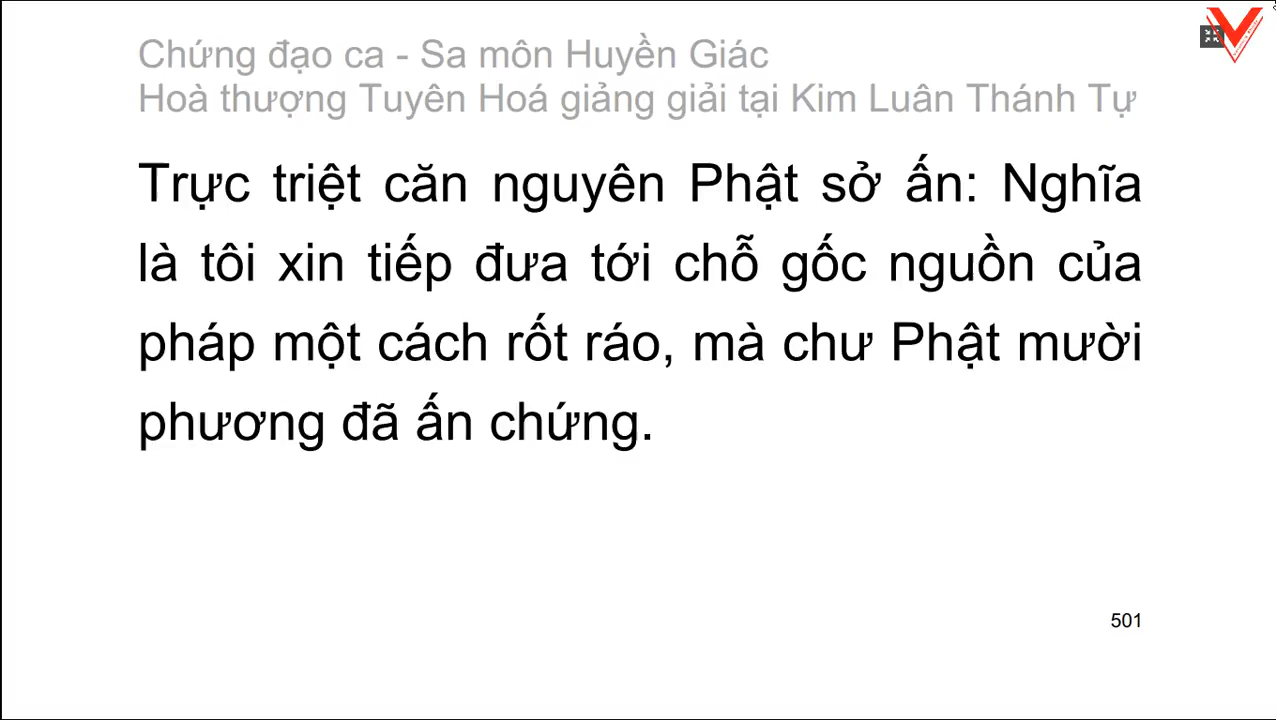 Chứng đạo ca - Sa môn Huyền Giác
Hoà thượng Tuyên Hoá giảng giải tại Kim Luân Thánh Tự
Trực triệt căn nguyên Phật sở ấn: Nghĩa
là tôi xin tiếp đưa tới chỗ gốc nguồn của
pháp một cách rốt ráo, mà chư Phật mười
phương đã ấn chứng.
501